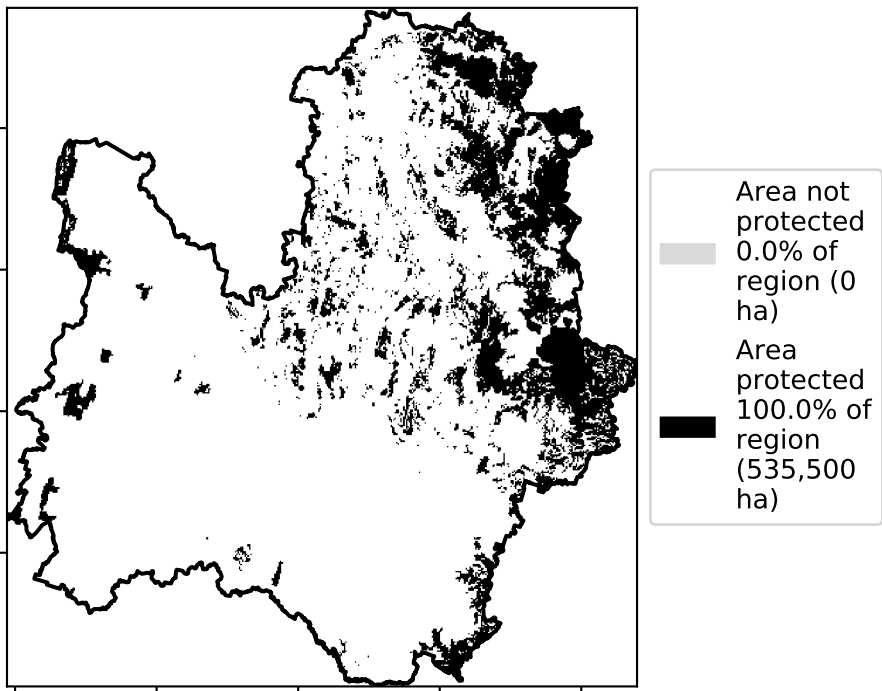 Area not
protected
0.0% of
region (0
ha)
Area
protected
100.0% of
region
(535,500
ha)